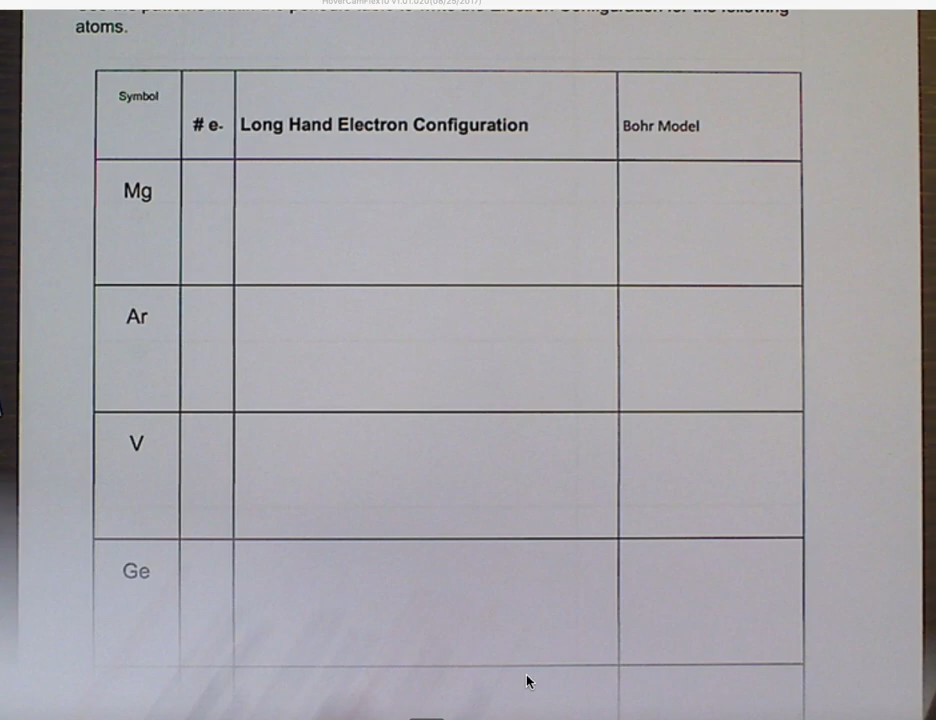 atoms.
Symbol
# e-
Long Hand Electron Configuration
Bohr Model
Mg
Ar
V
Ge